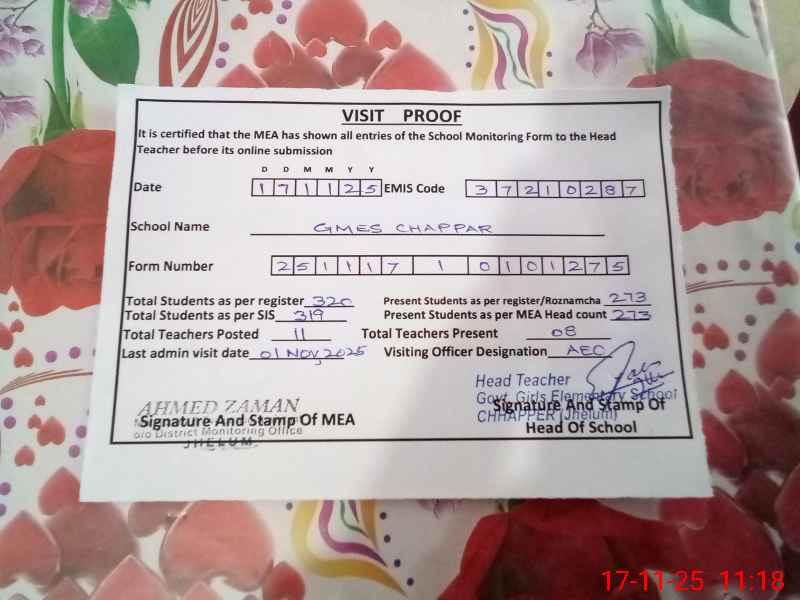 VISIT PROOF
It is certified that the MEA has shown all entries of the School Monitoring Form to the Head
Teacher before its online submission
D D M M Y Y
Date 1 7 1 1 2 5 EMIS Code 3 7 2 1 0 2 8 7
School Name GMES CHAPPAR
Form Number 2 5 1 1 1 7 1 0 1 0 1 2 7 5
Total Students as per register 320 Present Students as per register/Roznamcha 273
Total Students as per SIS 319 Present Students as per MEA Head count 273
Total Teachers Posted 11 Total Teachers Present 08
Last admin visit date 01 NOV, 2025 Visiting Officer Designation AEO
Head Teacher
Govt. Girls Elementary School
CHHAPPER (Jhelum)
Signature And Stamp Of
Head Of School
AHMED ZAMAN
Signature And Stamp Of MEA
o/o District Monitoring Office
JHELUM
17-11-25 11:18